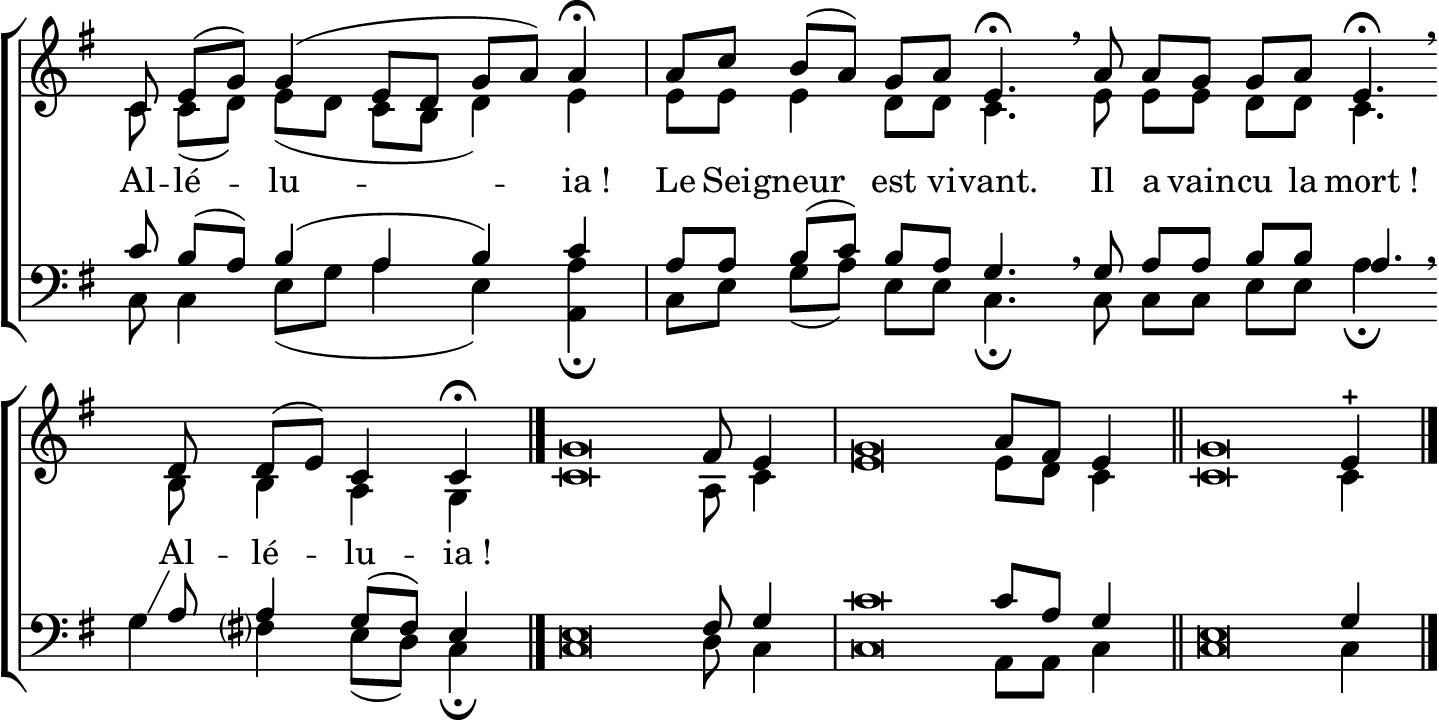 Al -- lé -- lu -- ia ! Le Seigneur est vivant. Il a vaincu la mort !
Al -- lé -- lu -- ia !